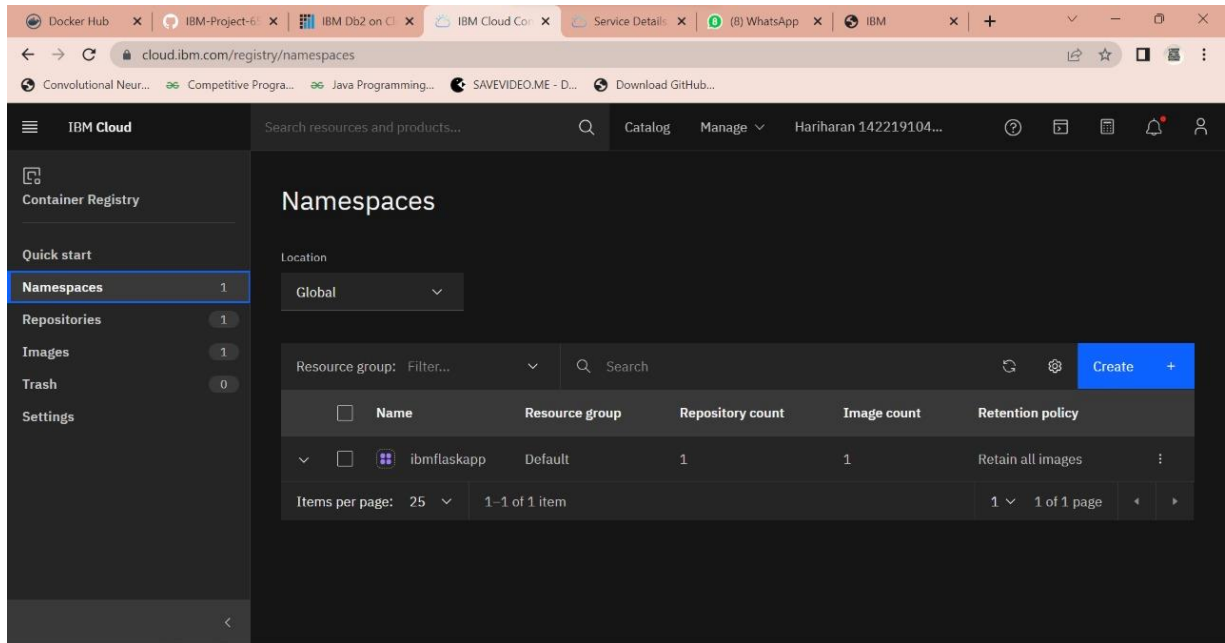 Docker Hub IBM-Project-6 IBM Db2 on Cl IBM Cloud Con Service Details (8) WhatsApp IBM
cloud.ibm.com/registry/namespaces
Convolutional Neur... Competitive Progra... Java Programming... SAVEVIDEO.ME - D... Download GitHub...
IBM Cloud Search resources and products... Catalog Manage Hariharan 142219104...
Container Registry
Namespaces
Quick start
Location
Namespaces 1
Global
Repositories 1
Images 1
Resource group: Filter... Search Create +
Trash 0
Settings
Name Resource group Repository count Image count Retention policy
ibmflaskapp Default 1 1 Retain all images
Items per page: 25 1–1 of 1 item 1 1 of 1 page